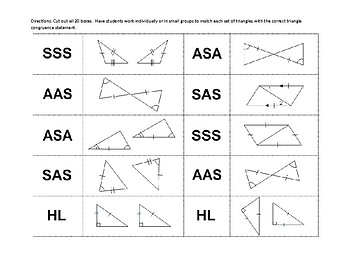 Directions: Cut out all 20 boxes. Have students work individually or in small groups to match each set of triangles with the correct triangle
congruence statement.
SSS ASA
AAS SAS
ASA SSS
SAS AAS
HL HL